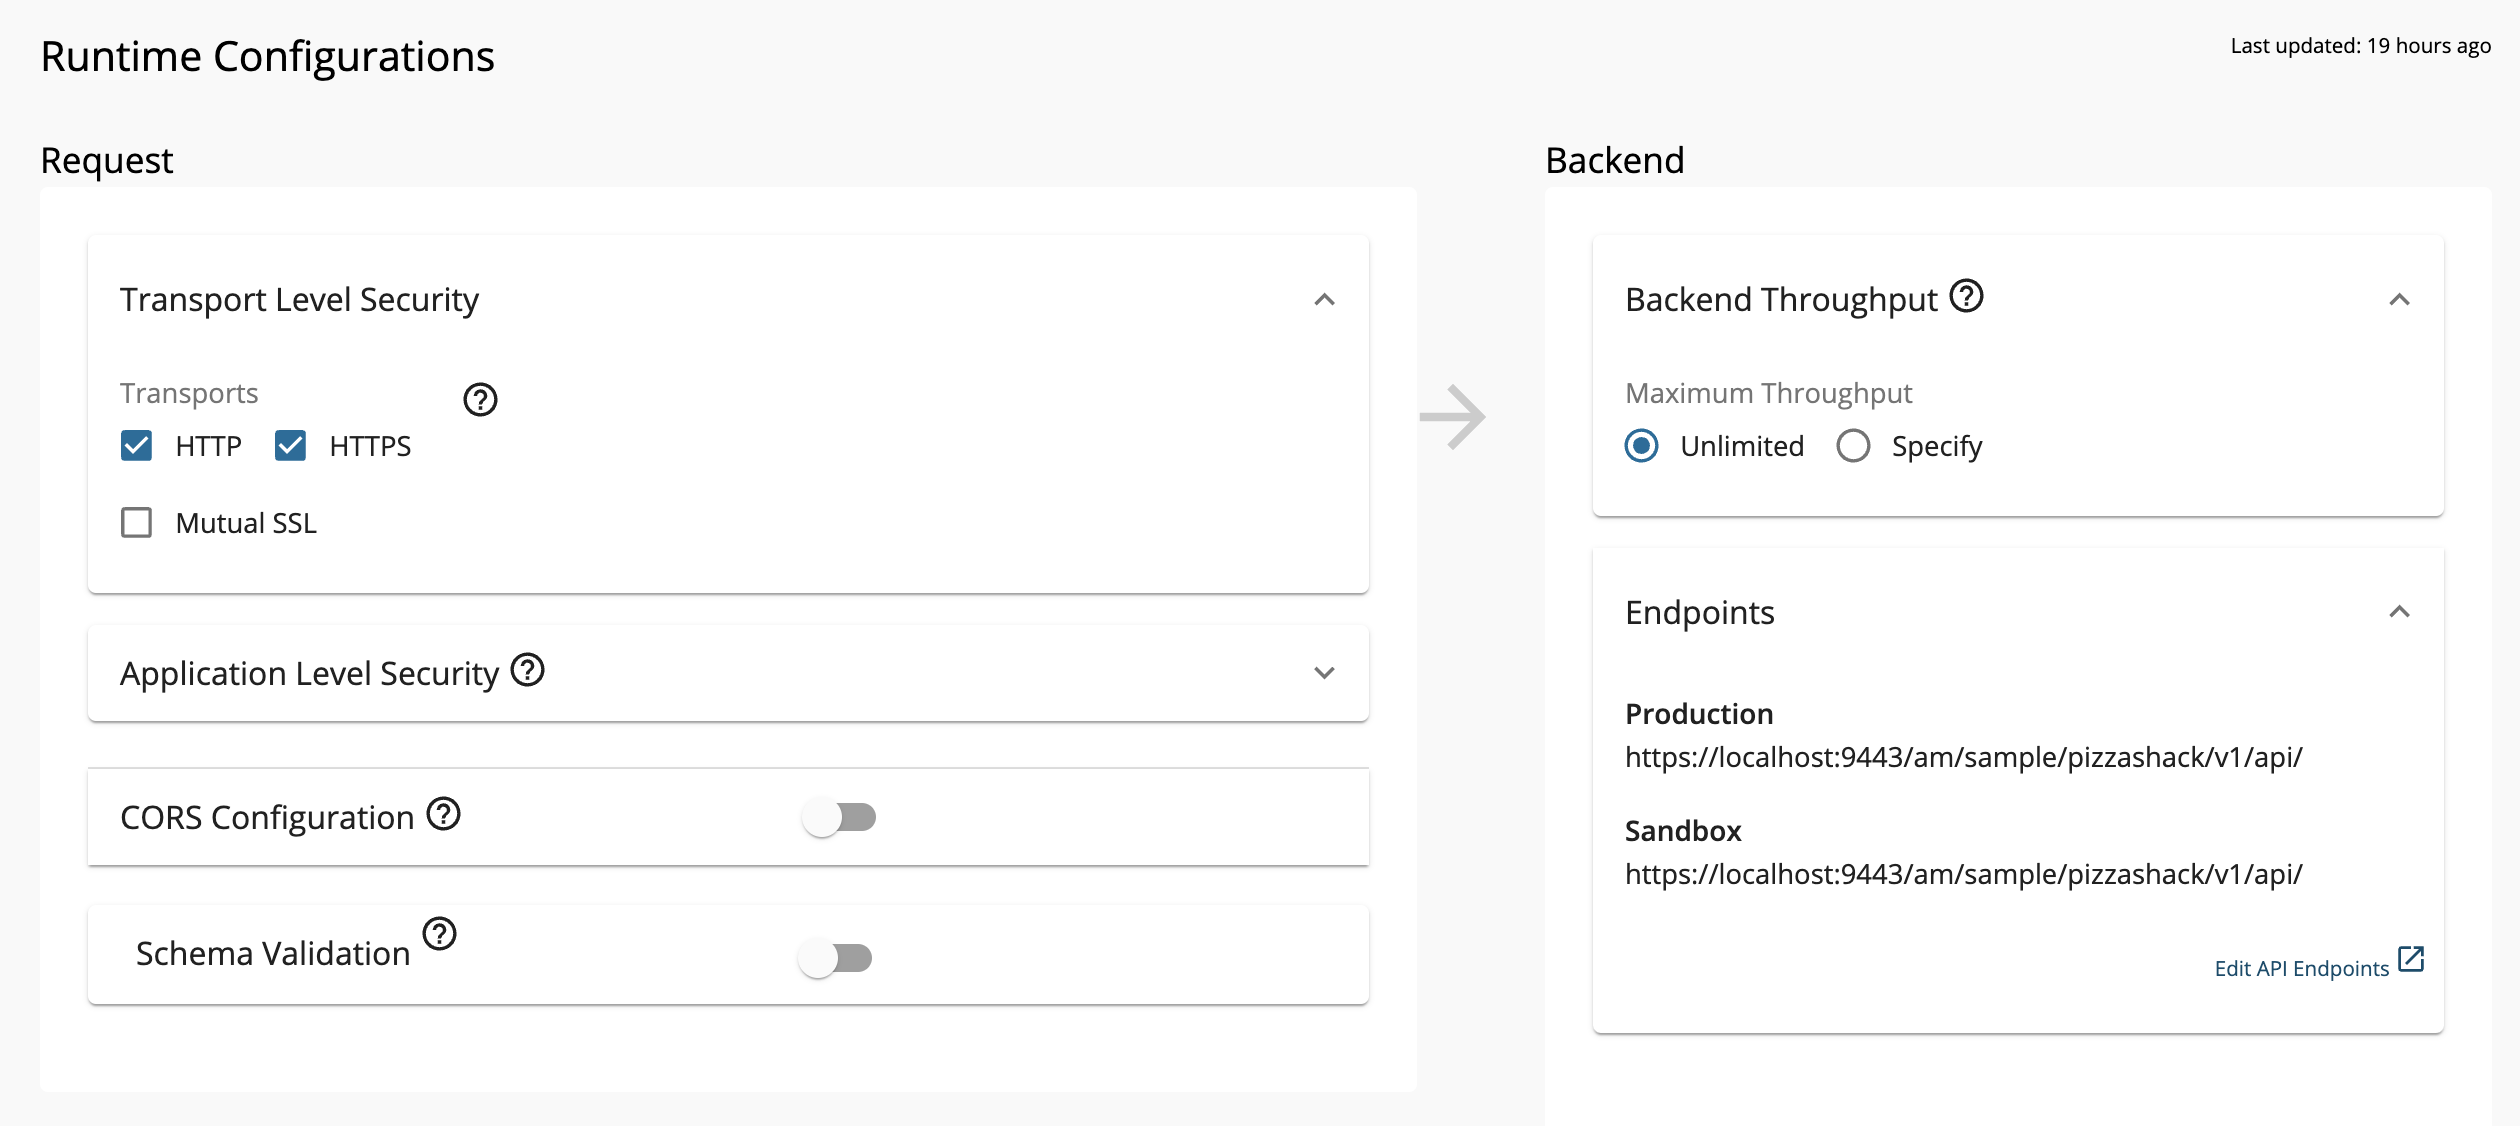 Runtime Configurations
Last updated: 19 hours ago
Request
Transport Level Security
Transports
HTTP HTTPS
Mutual SSL
Application Level Security
CORS Configuration
Schema Validation
Backend
Backend Throughput
Maximum Throughput
Unlimited Specify
Endpoints
Production
https://localhost:9443/am/sample/pizzashack/v1/api/
Sandbox
https://localhost:9443/am/sample/pizzashack/v1/api/
Edit API Endpoints